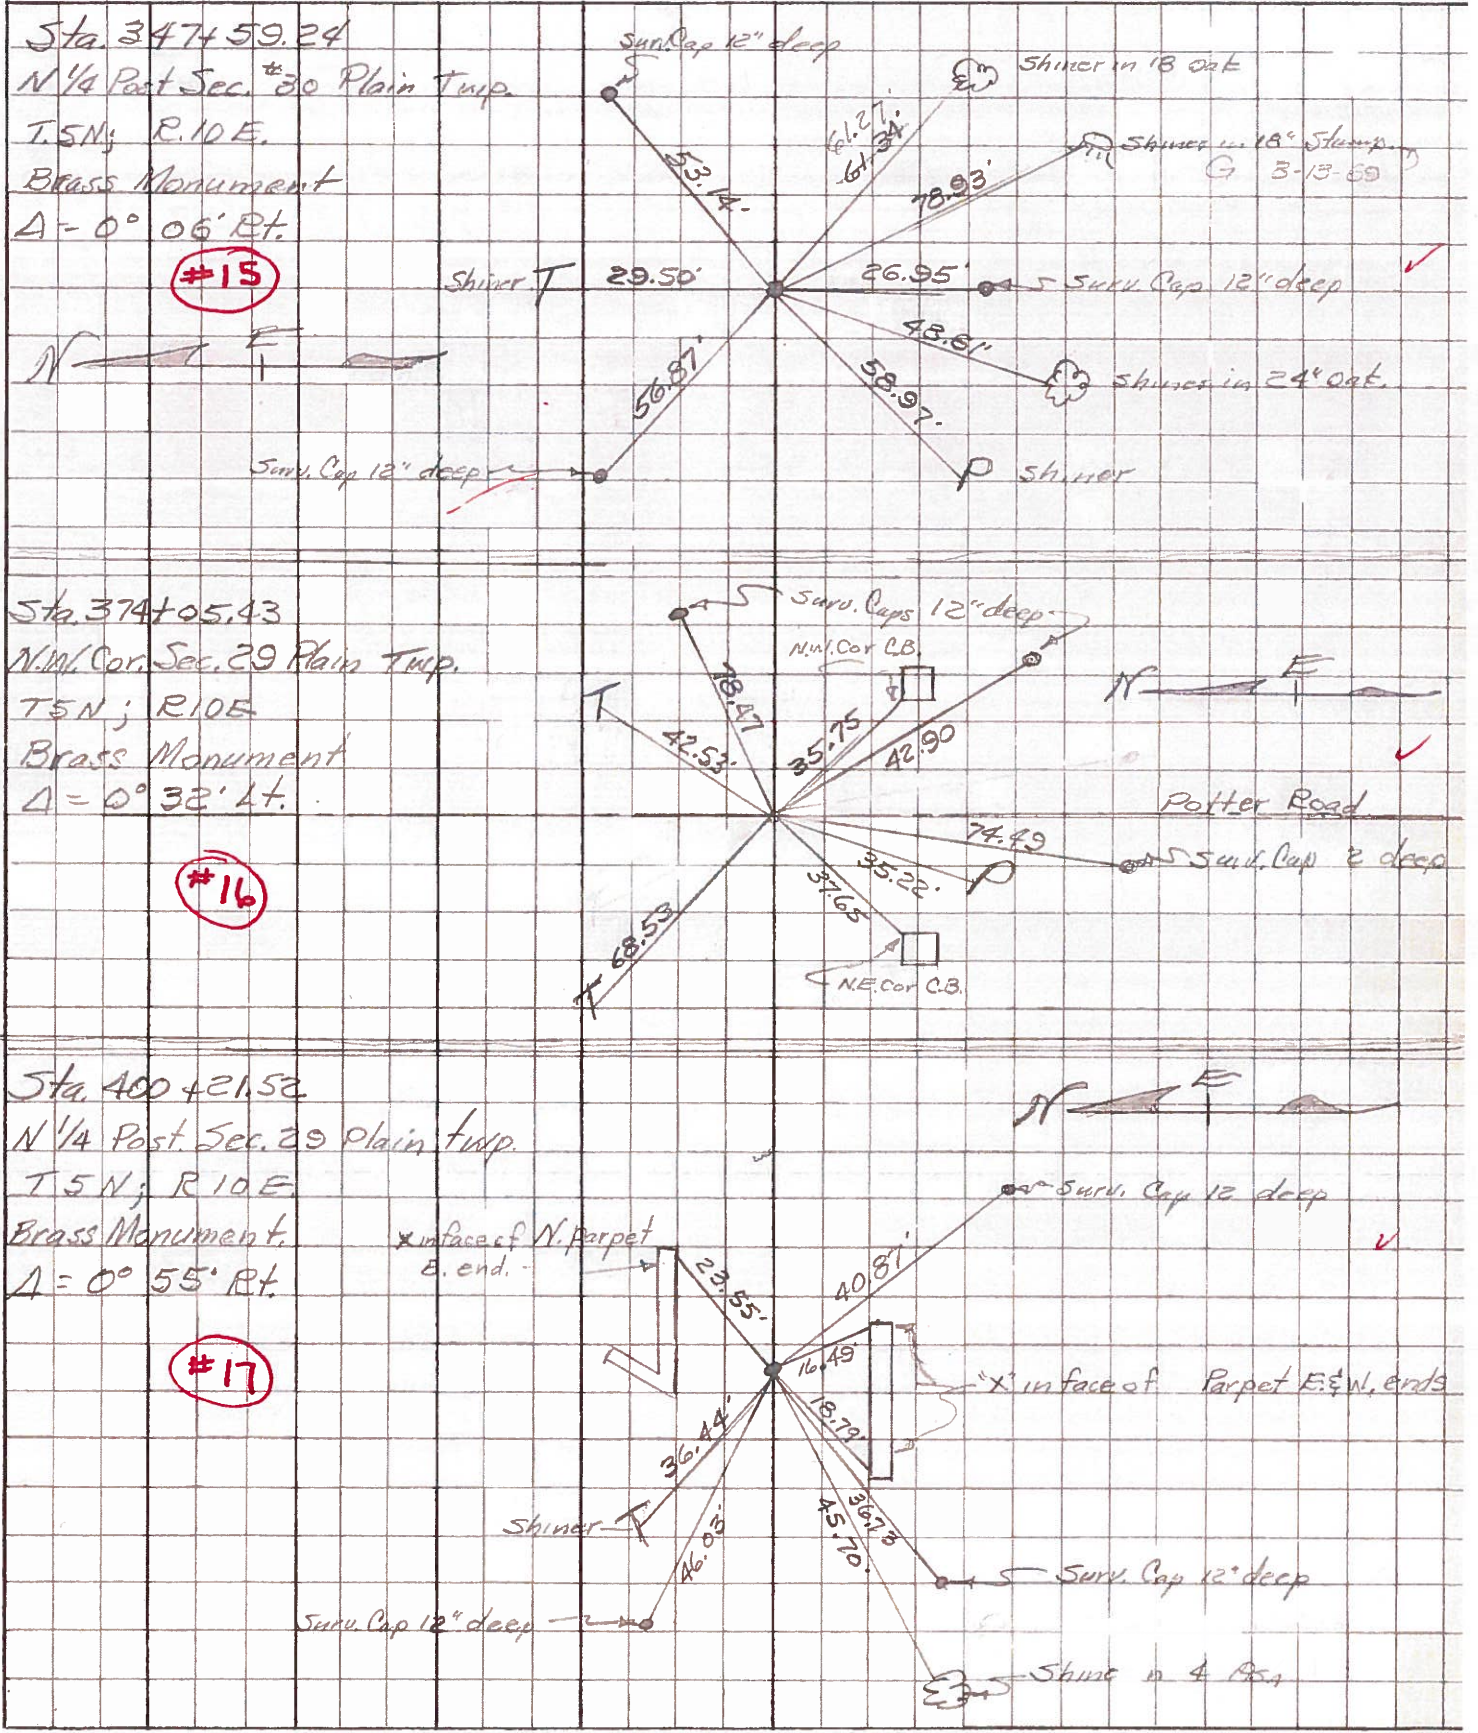 Sta. 347+59.24
N 1/4 Post Sec. #30 Plain Twp.
T.5N; R.10E.
Brass Monument
Δ = 0° 06' Rt.
#15
N E
Surv. Cap 12" deep
Shiner in 18 Oak
61.27'
61.34'
Shiner in 18" Stump
G 3-13-69
53.14'
78.93'
Shiner T 29.50'
26.95' Surv. Cap 12" deep
48.61'
Shiner in 24" Oak.
56.87'
58.97'
Surv. Cap 12" deep
P Shiner
Sta. 374+05.43
N.W. Cor. Sec. 29 Plain Twp.
T5N; R10E
Brass Monument
Δ = 0° 32' Lt.
#16
Surv. Caps 12" deep
N.W. Cor C.B.
N E
T
78.47
42.53'
35.75
42.90
Potter Road
74.49
Surv. Cap 2 deep
35.22'
P
37.65
68.53
T
N.E. Cor C.B.
Sta. 400+21.52
N 1/4 Post. Sec. 29 Plain twp.
T5N; R10E
Brass Monument.
Δ = 0° 55' Rt.
#17
N E
Surv. Cap 12 deep
x in face of N. Parpet
E. end.
23.55'
40.87'
16.49'
"X" in face of Parpet E. & W. ends
18.79'
36.44'
Shiner T
46.03'
36.73
45.70'
Surv. Cap 12" deep
Surv. Cap 12" deep
4